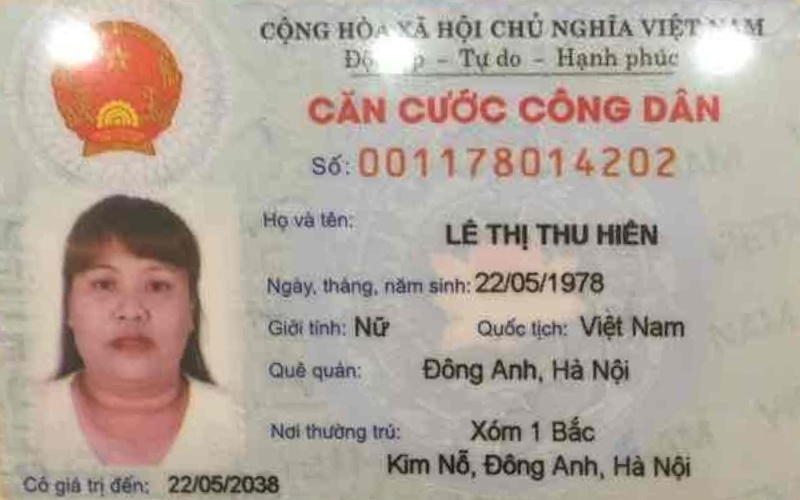 CỘNG HÒA XÃ HỘI CHỦ NGHĨA VIỆT NAM
- Tự do - Hạnh phúc
CĂN CƯỚC CÔNG DÂN
Số: 001178014202
Họ và tên:
LÊ THỊ THU HIÊN
Ngày, tháng, năm sinh: 22/05/1978
Giới tính: Nữ Quốc tịch: Việt Nam
Quê quán: Đông Anh, Hà Nội
Nơi thường trú: Xóm 1 Bắc
Kim Nỗ, Đông Anh, Hà Nội
Có giá trị đến: 22/05/2038